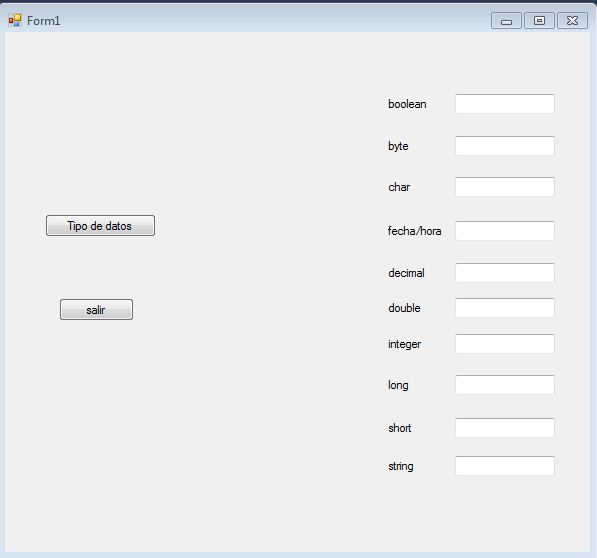 Form1
boolean
byte
char
Tipo de datos
fecha/hora
decimal
salir
double
integer
long
short
string